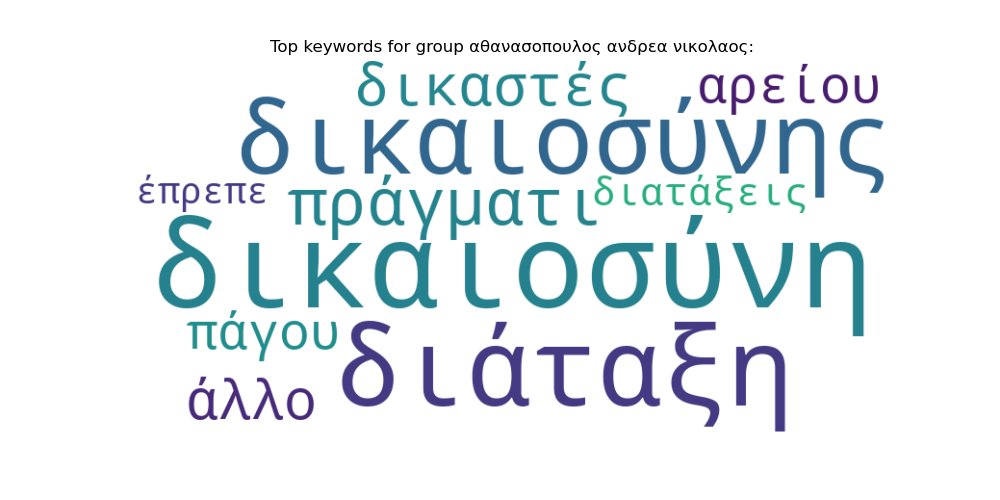 Top keywords for group αθανασοπουλος ανδρεα νικολαος:
δικαστές αρείου
δικαιοσύνης
έπρεπε πράγματι διατάξεις
δικαιοσύνη
πάγου διάταξη
άλλο